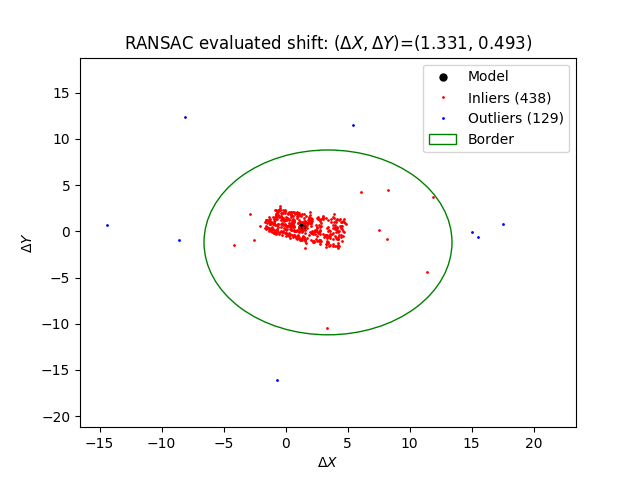 RANSAC evaluated shift: (ΔX, ΔY)=(1.331, 0.493)
Model
Inliers (438)
Outliers (129)
Border
15
10
5
0
−5
−10
−15
−20
ΔY
−15
−10
−5
0
5
10
15
20
ΔX